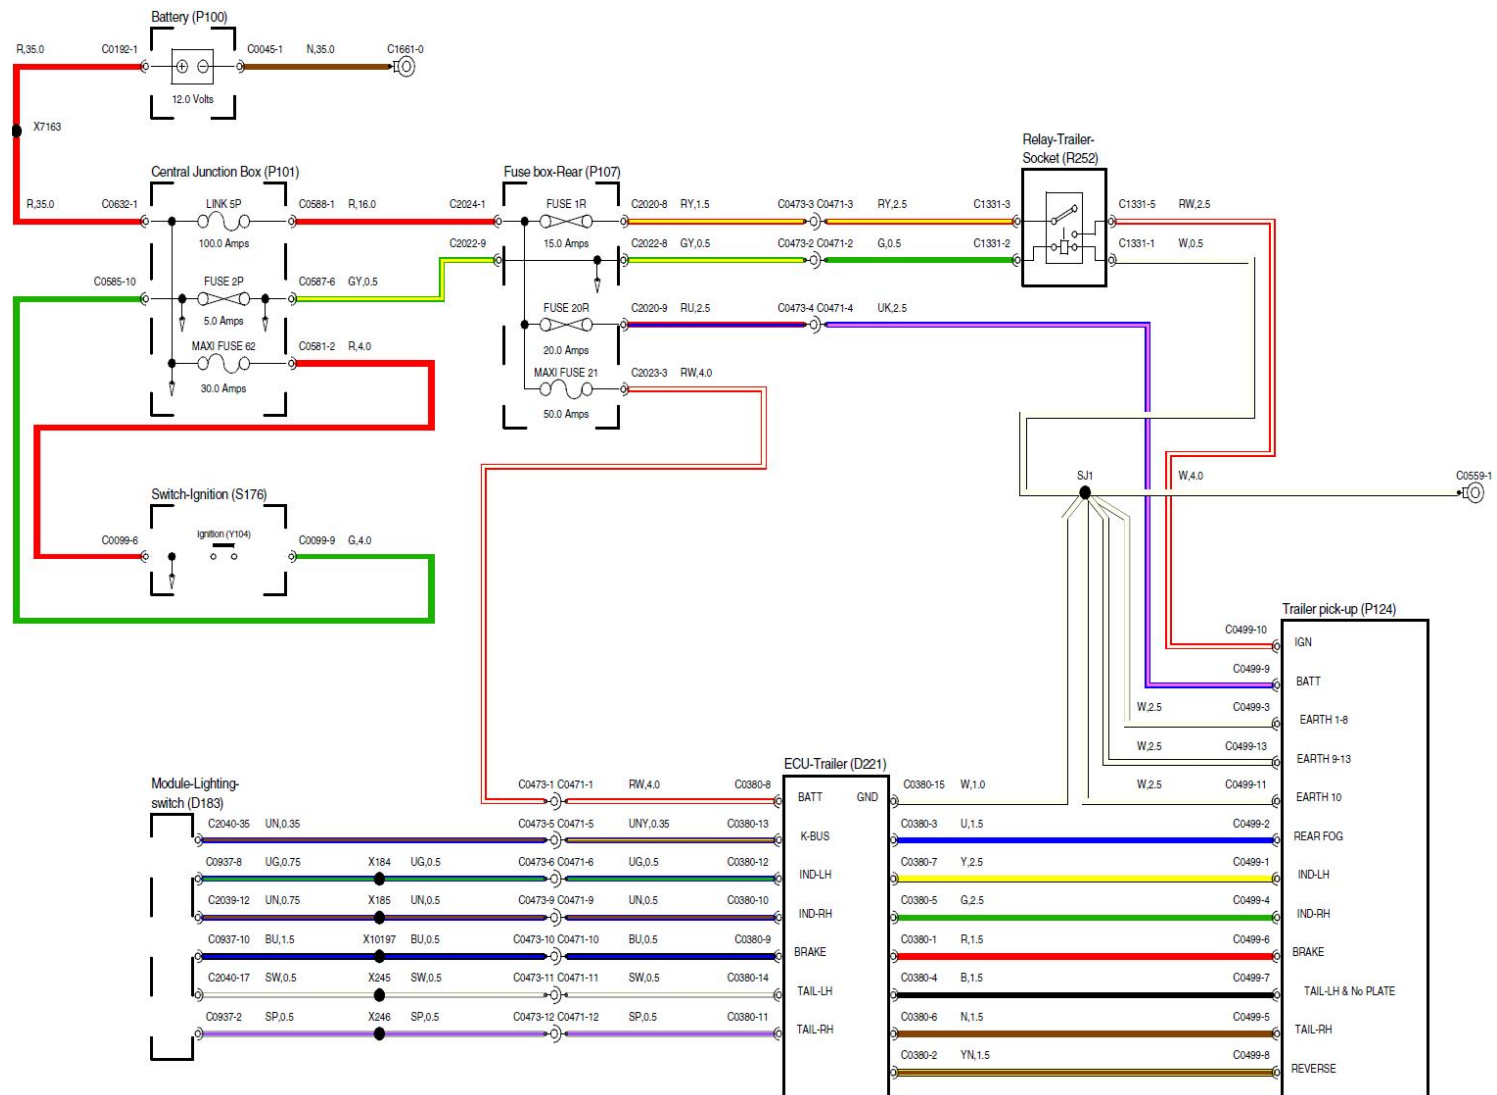 Battery (P100)
R,35.0 C0192-1 C0045-1 N,35.0 C1661-0
12.0 Volts
X7163
Relay-Trailer-
Socket (R252)
Central Junction Box (P101) Fuse box-Rear (P107)
R,35.0 C0632-1 LINK 5P C0588-1 R,16.0 C2024-1 FUSE 1R C2020-8 RY,1.5 C0473-3 C0471-3 RY,2.5 C1331-3 C1331-5 RW,2.5
100.0 Amps C2022-9 15.0 Amps C2022-8 GY,0.5 C0473-2 C0471-2 G,0.5 C1331-2 C1331-1 W,0.5
C0585-10 FUSE 2P C0587-6 GY,0.5
5.0 Amps
FUSE 20R C2020-9 RU,2.5 C0473-4 C0471-4 UK,2.5
MAXI FUSE 62 C0581-2 R,4.0 20.0 Amps
30.0 Amps
MAXI FUSE 21 C2023-3 RW,4.0
50.0 Amps
SJ1 W,4.0 C0559-1
Switch-Ignition (S176)
C0099-6 Ignition (Y104) C0099-9 G,4.0
Trailer pick-up (P124)
C0499-10 IGN
C0499-9 BATT
W,2.5 C0499-3 EARTH 1-8
W,2.5 C0499-13 EARTH 9-13
ECU-Trailer (D221)
Module-Lighting-
switch (D183)
C0473-1 C0471-1 RW,4.0 C0380-8 BATT GND C0380-15 W,1.0 W,2.5 C0499-11 EARTH 10
C2040-35 UN,0.35 C0473-5 C0471-5 UNY,0.35 C0380-13 K-BUS C0380-3 U,1.5 C0499-2 REAR FOG
C0937-8 UG,0.75 X184 UG,0.5 C0473-6 C0471-6 UG,0.5 C0380-12 IND-LH C0380-7 Y,2.5 C0499-1 IND-LH
C2039-12 UN,0.75 X185 UN,0.5 C0473-9 C0471-9 UN,0.5 C0380-10 IND-RH C0380-5 G,2.5 C0499-4 IND-RH
C0937-10 BU,1.5 X10197 BU,0.5 C0473-10 C0471-10 BU,0.5 C0380-9 BRAKE C0380-1 R,1.5 C0499-6 BRAKE
C2040-17 SW,0.5 X245 SW,0.5 C0473-11 C0471-11 SW,0.5 C0380-14 TAIL-LH C0380-4 B,1.5 C0499-7 TAIL-LH & No PLATE
C0937-2 SP,0.5 X246 SP,0.5 C0473-12 C0471-12 SP,0.5 C0380-11 TAIL-RH C0380-6 N,1.5 C0499-5 TAIL-RH
C0380-2 YN,1.5 C0499-8 REVERSE